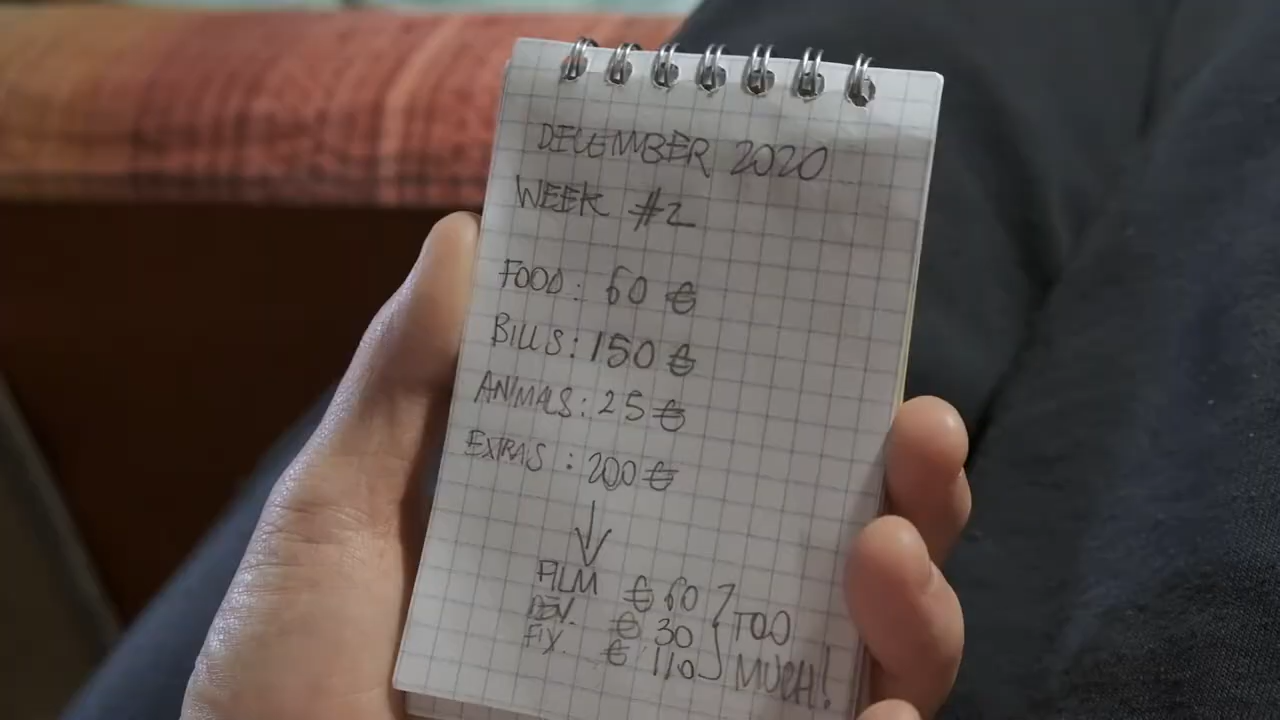 DECEMBER 2020
WEEK #2
FOOD: 60 €
BILLS: 150 €
ANIMALS: 25 €
EXTRAS: 200 €
FILM € 60
DEV. € 30
FIX. € 110
TOO
MUCH!